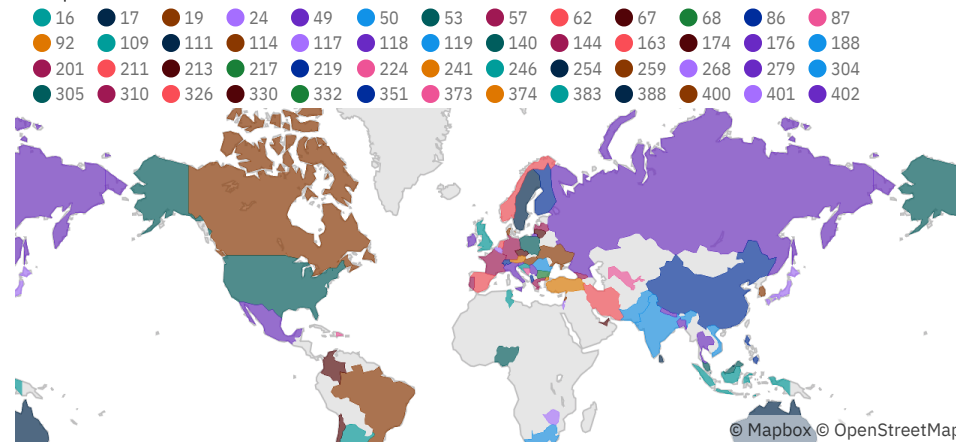 16 17 19 24 49 50 53 57 62 67 68 86 87
92 109 111 114 117 118 119 140 144 163 174 176 188
201 211 213 217 219 224 241 246 254 259 268 279 304
305 310 326 330 332 351 373 374 383 388 400 401 402
© Mapbox © OpenStreetMap